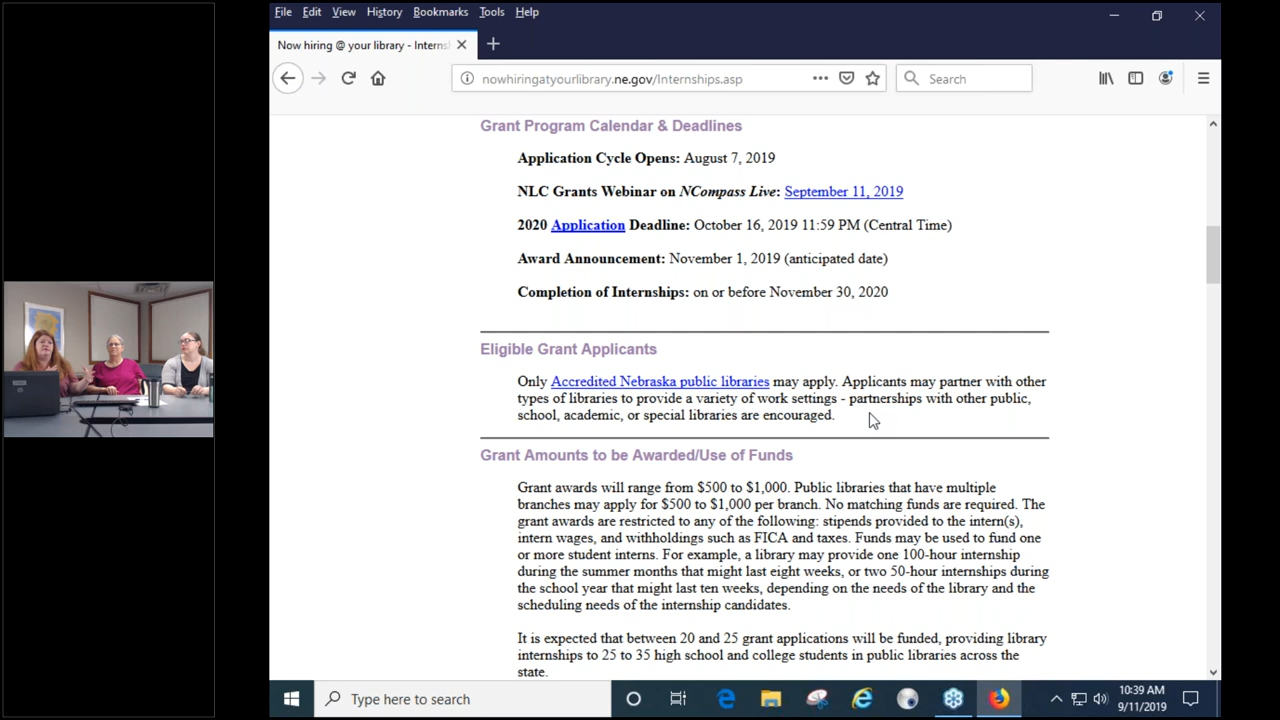 File Edit View History Bookmarks Tools Help
Now hiring @ your library - Interns
nowhiringatyourlibrary.ne.gov/Internships.asp
Search
Grant Program Calendar & Deadlines
Application Cycle Opens: August 7, 2019
NLC Grants Webinar on NCompass Live: September 11, 2019
2020 Application Deadline: October 16, 2019 11:59 PM (Central Time)
Award Announcement: November 1, 2019 (anticipated date)
Completion of Internships: on or before November 30, 2020
Eligible Grant Applicants
Only Accredited Nebraska public libraries may apply. Applicants may partner with other
types of libraries to provide a variety of work settings - partnerships with other public,
school, academic, or special libraries are encouraged.
Grant Amounts to be Awarded/Use of Funds
Grant awards will range from $500 to $1,000. Public libraries that have multiple
branches may apply for $500 to $1,000 per branch. No matching funds are required. The
grant awards are restricted to any of the following: stipends provided to the intern(s),
intern wages, and withholdings such as FICA and taxes. Funds may be used to fund one
or more student interns. For example, a library may provide one 100-hour internship
during the summer months that might last eight weeks, or two 50-hour internships during
the school year that might last ten weeks, depending on the needs of the library and the
scheduling needs of the internship candidates.
It is expected that between 20 and 25 grant applications will be funded, providing library
internships to 25 to 35 high school and college students in public libraries across the
state.
Type here to search
10:39 AM
9/11/2019